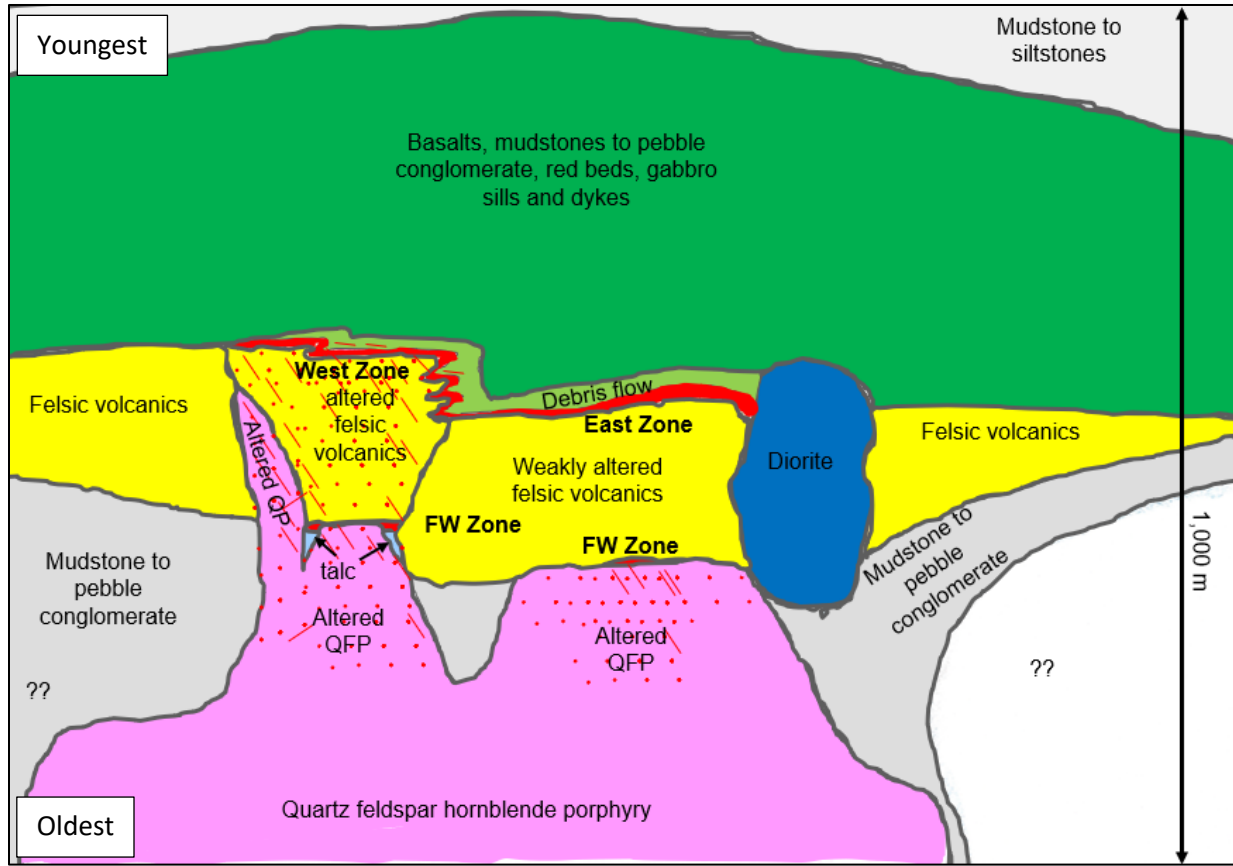 Youngest
Mudstone to
siltstones
Basalts, mudstones to pebble
conglomerate, red beds, gabbro
sills and dykes
1,000 m
West Zone
altered
felsic
volcanics
Felsic volcanics
Altered QP
Debris flow
East Zone
Weakly altered
felsic volcanics
Diorite
Felsic volcanics
FW Zone
FW Zone
talc
Mudstone to
pebble
conglomerate
Mudstone to
pebble
conglomerate
Altered
QFP
Altered
QFP
??
??
Quartz feldspar hornblende porphyry
Oldest